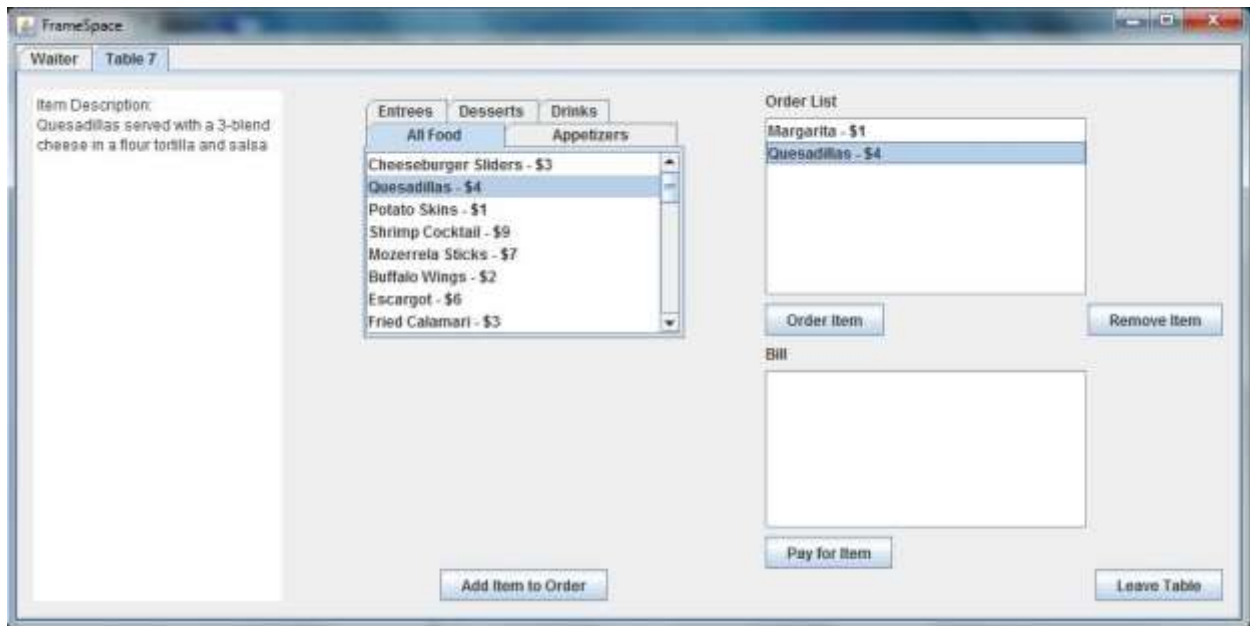 FrameSpace
Waiter Table 7
Item Description:
Quesadillas served with a 3-blend
cheese in a flour tortilla and salsa
Entrees Desserts Drinks
All Food Appetizers
Cheeseburger Sliders - $3
Quesadillas - $4
Potato Skins - $1
Shrimp Cocktail - $9
Mozerrela Sticks - $7
Buffalo Wings - $2
Escargot - $6
Fried Calamari - $3
Add Item to Order
Order List
Margarita - $1
Quesadillas - $4
Order Item Remove Item
Bill
Pay for Item
Leave Table